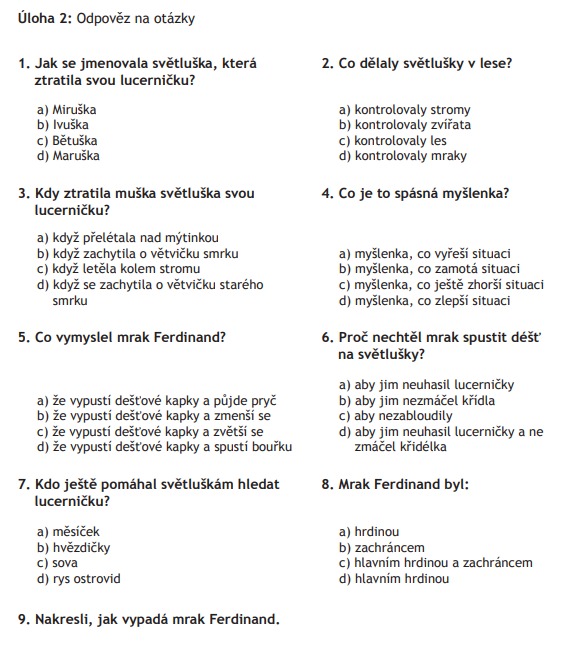 Úloha 2: Odpověz na otázky
1. Jak se jmenovala světluška, která
ztratila svou lucerničku?
a) Miruška
b) Ivuška
c) Bětuška
d) Maruška
2. Co dělaly světlušky v lese?
a) kontrolovaly stromy
b) kontrolovaly zvířata
c) kontrolovaly les
d) kontrolovaly mraky
3. Kdy ztratila muška světluška svou
lucerničku?
a) když přelétala nad mýtinkou
b) když zachytila o větvičku smrku
c) když letěla kolem stromu
d) když se zachytila o větvičku starého
smrku
4. Co je to spásná myšlenka?
a) myšlenka, co vyřeší situaci
b) myšlenka, co zamotá situaci
c) myšlenka, co ještě zhorší situaci
d) myšlenka, co zlepší situaci
5. Co vymyslel mrak Ferdinand?
a) že vypustí dešťové kapky a půjde pryč
b) že vypustí dešťové kapky a zmenší se
c) že vypustí dešťové kapky a zvětší se
d) že vypustí dešťové kapky a spustí bouřku
6. Proč nechtěl mrak spustit déšť
na světlušky?
a) aby jim neuhasil lucerničky
b) aby jim nezmáčel křídla
c) aby nezabloudily
d) aby jim neuhasil lucerničky a ne
zmáčel křidélka
7. Kdo ještě pomáhal světluškám hledat
lucerničku?
a) měsíček
b) hvězdičky
c) sova
d) rys ostrovid
8. Mrak Ferdinand byl:
a) hrdinou
b) zachráncem
c) hlavním hrdinou a zachráncem
d) hlavním hrdinou
9. Nakresli, jak vypadá mrak Ferdinand.